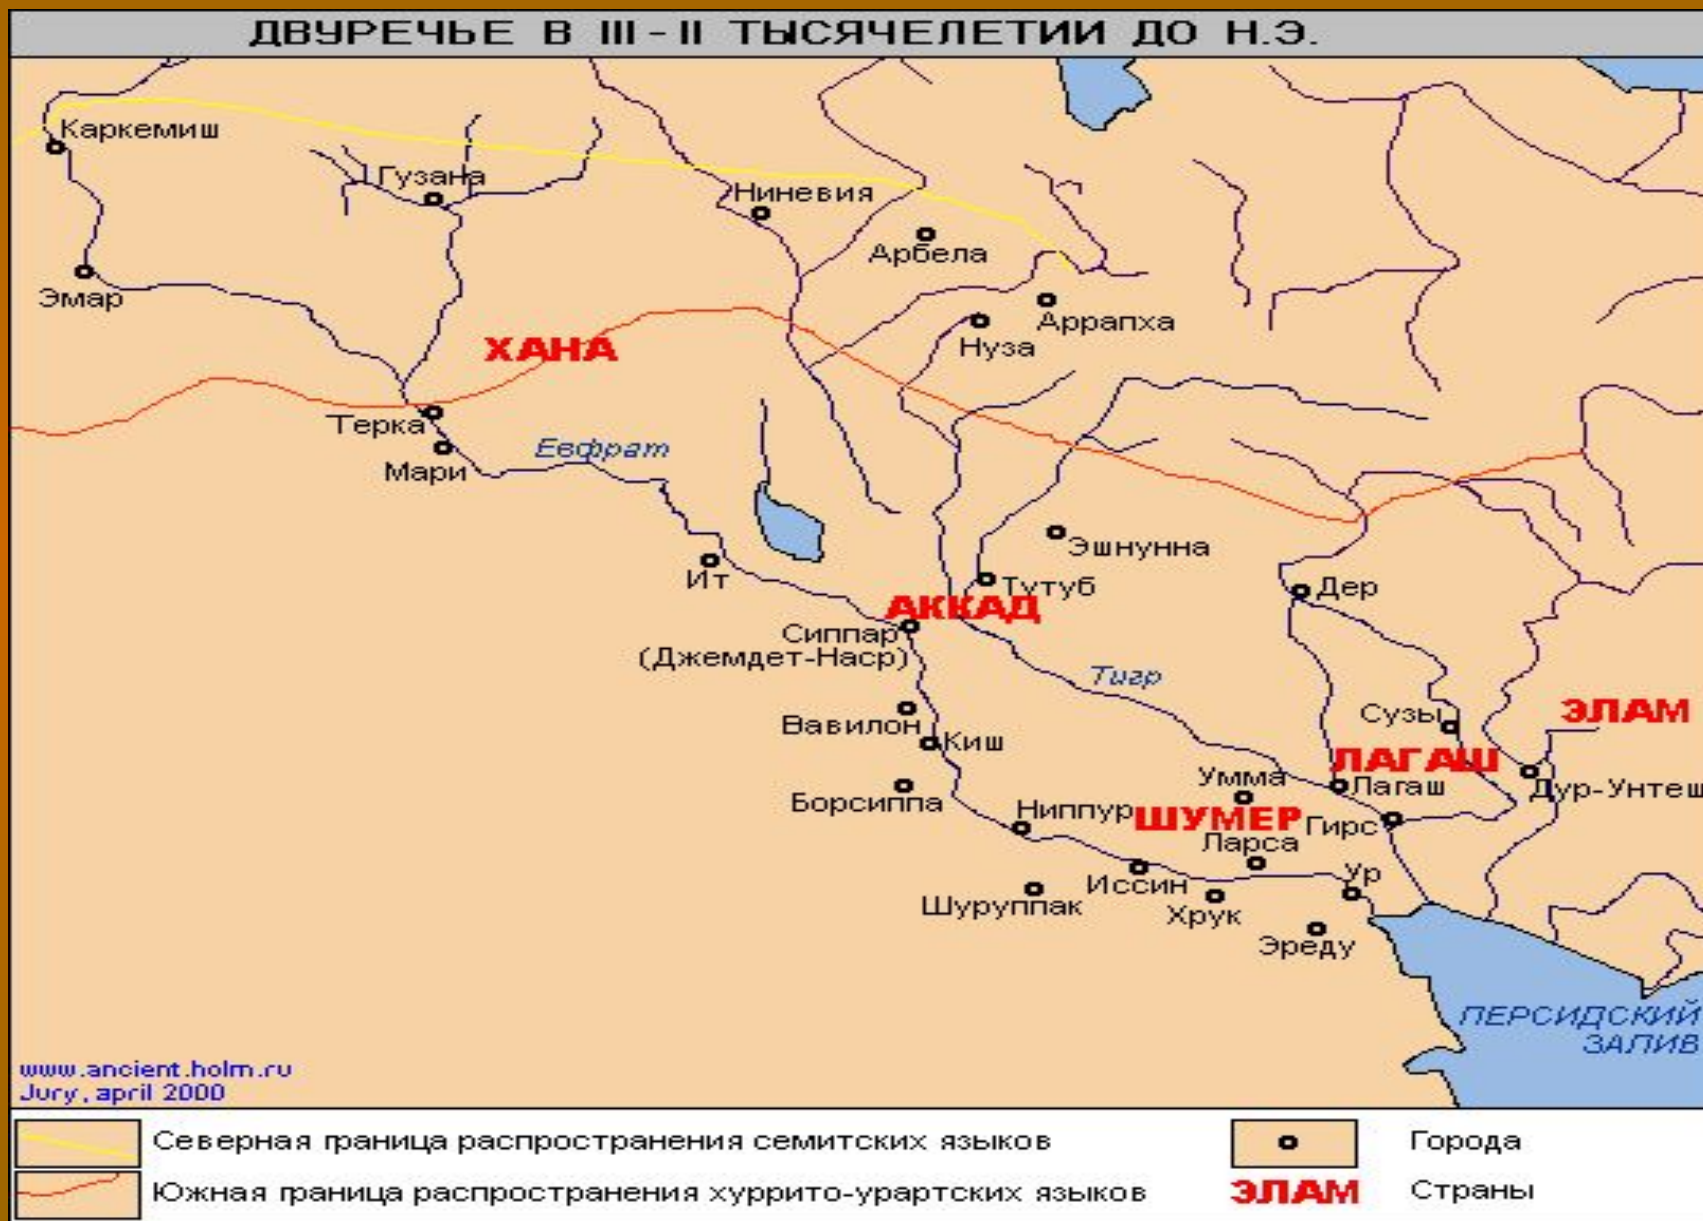 ДВУРЕЧЬЕ В III - II ТЫСЯЧЕЛЕТИИ ДО Н.Э.
Каркемиш
Гузана
Ниневия
Арбела
Эмар
Аррапха
Нуза
ХАНА
Терка
Евфрат
Мари
Эшнунна
Ит
Тутуб
Дер
АККАД
Сиппар
(Джемдет-Наср)
Тигр
Вавилон
Сузы
ЭЛАМ
Киш
ЛАГАШ
Умма
Лагаш
Дур-Унтеш
Борсиппа
Ниппур
ШУМЕР
Гирс
Ларса
Ур
Иссин
Шуруппак
Хрук
Эреду
ПЕРСИДСКИЙ
ЗАЛИВ
www.ancient.holm.ru
Jury, april 2000
Северная граница распространения семитских языков
Города
Южная граница распространения хуррито-урартских языков
ЭЛАМ
Страны